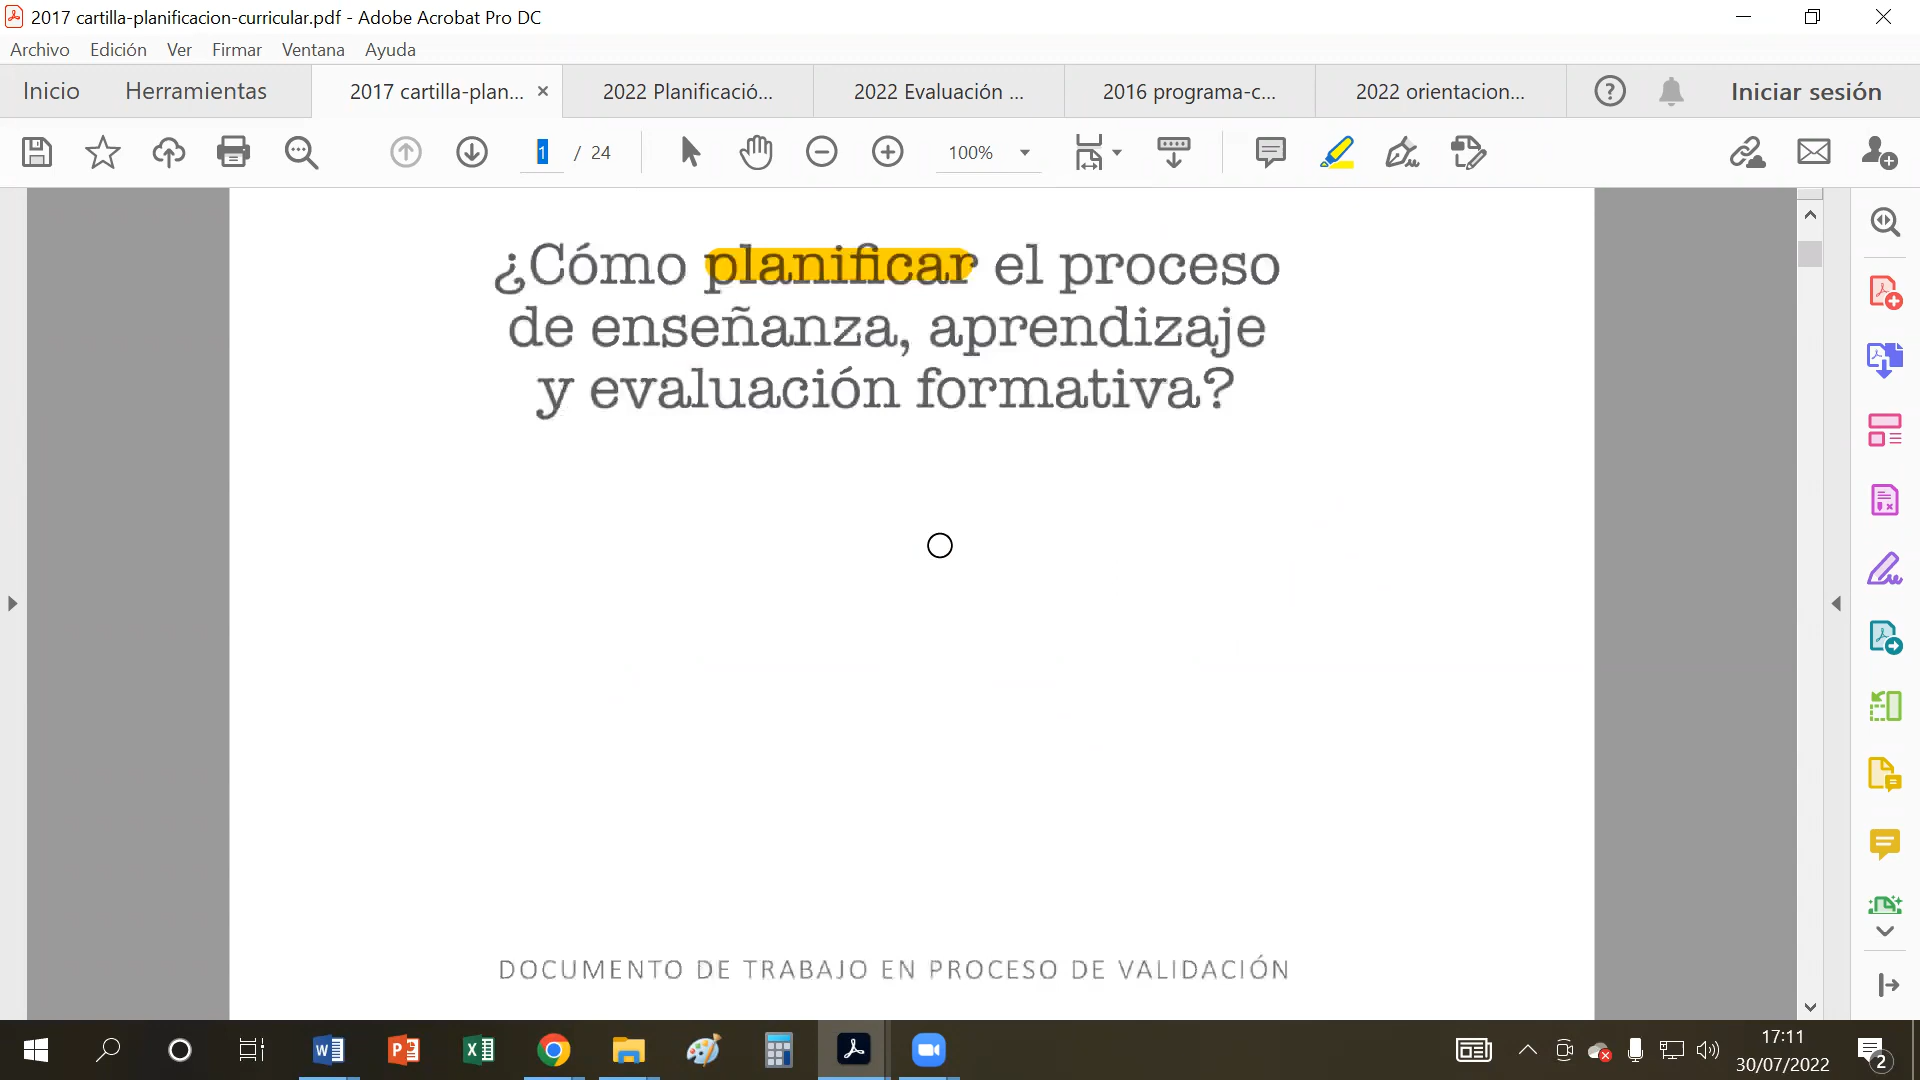 2017 cartilla-planificacion-curricular.pdf - Adobe Acrobat Pro DC
Archivo Edición Ver Firmar Ventana Ayuda
Inicio Herramientas 2017 cartilla-plan... × 2022 Planificació... 2022 Evaluación ... 2016 programa-c... 2022 orientacion... Iniciar sesión
1 / 24 100%
¿Cómo planificar el proceso
de enseñanza, aprendizaje
y evaluación formativa?
DOCUMENTO DE TRABAJO EN PROCESO DE VALIDACIÓN
17:11
30/07/2022
2